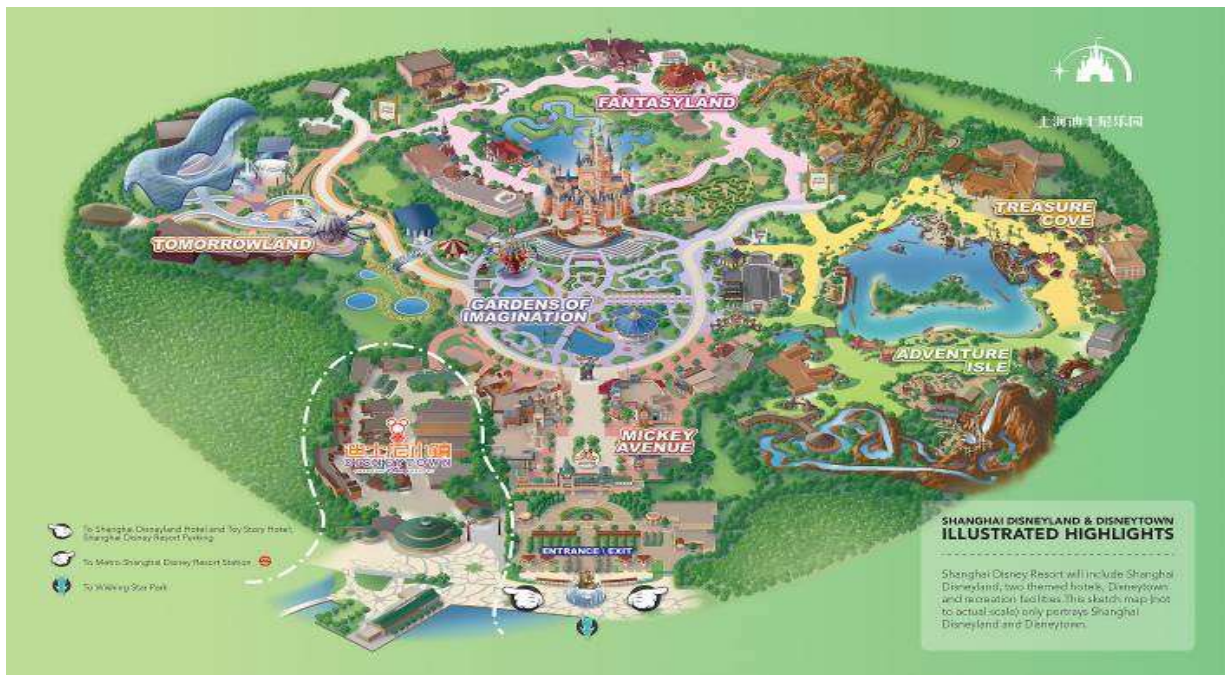 上海迪士尼乐园
FANTASYLAND
TREASURE
COVE
TOMORROWLAND
GARDENS OF
IMAGINATION
ADVENTURE
ISLE
MICKEY
AVENUE
迪士尼小镇
DISNEYTOWN
ENTRANCE \ EXIT
To Shanghai Disneyland Hotel and Toy Story Hotel,
Shanghai Disney Resort Parking
To Metro Shanghai Disney Resort Station
To Wishing Star Park
SHANGHAI DISNEYLAND & DISNEYTOWN
ILLUSTRATED HIGHLIGHTS
Shanghai Disney Resort will include Shanghai
Disneyland, two themed hotels, Disneytown
and recreation facilities. This sketch map (not
to actual scale) only portrays Shanghai
Disneyland and Disneytown.